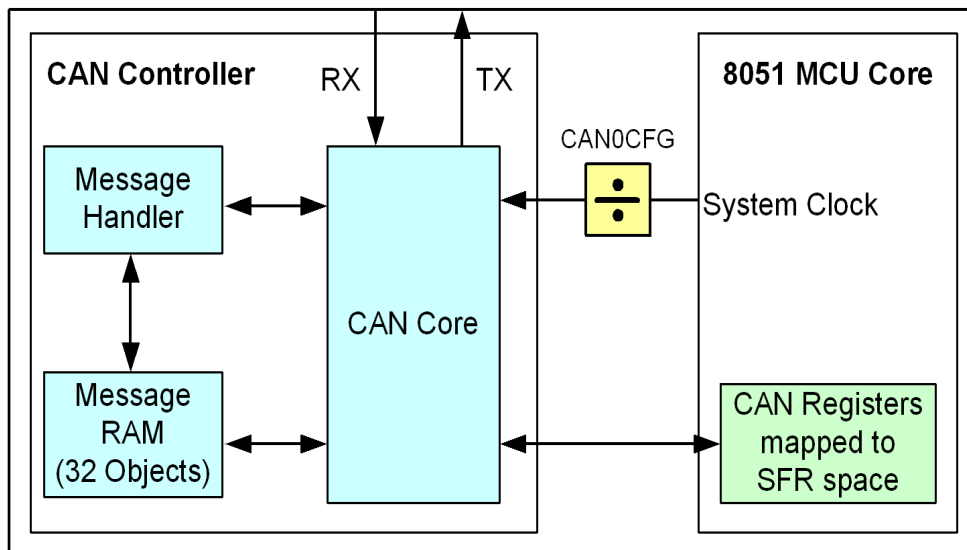 CAN Controller
RX
TX
8051 MCU Core
CAN0CFG
Message
Handler
System Clock
CAN Core
Message
RAM
(32 Objects)
CAN Registers
mapped to
SFR space